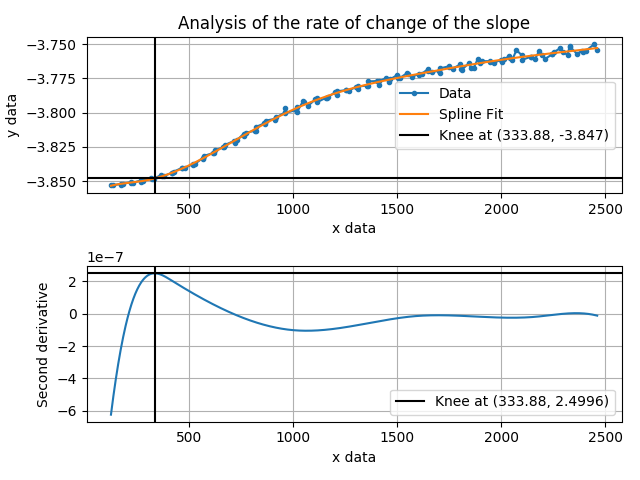 Analysis of the rate of change of the slope
y data
−3.750
−3.775
−3.800
−3.825
−3.850
Data
Spline Fit
Knee at (333.88, -3.847)
500
1000
1500
2000
2500
x data
1e−7
Second derivative
2
0
−2
−4
−6
Knee at (333.88, 2.4996)
500
1000
1500
2000
2500
x data